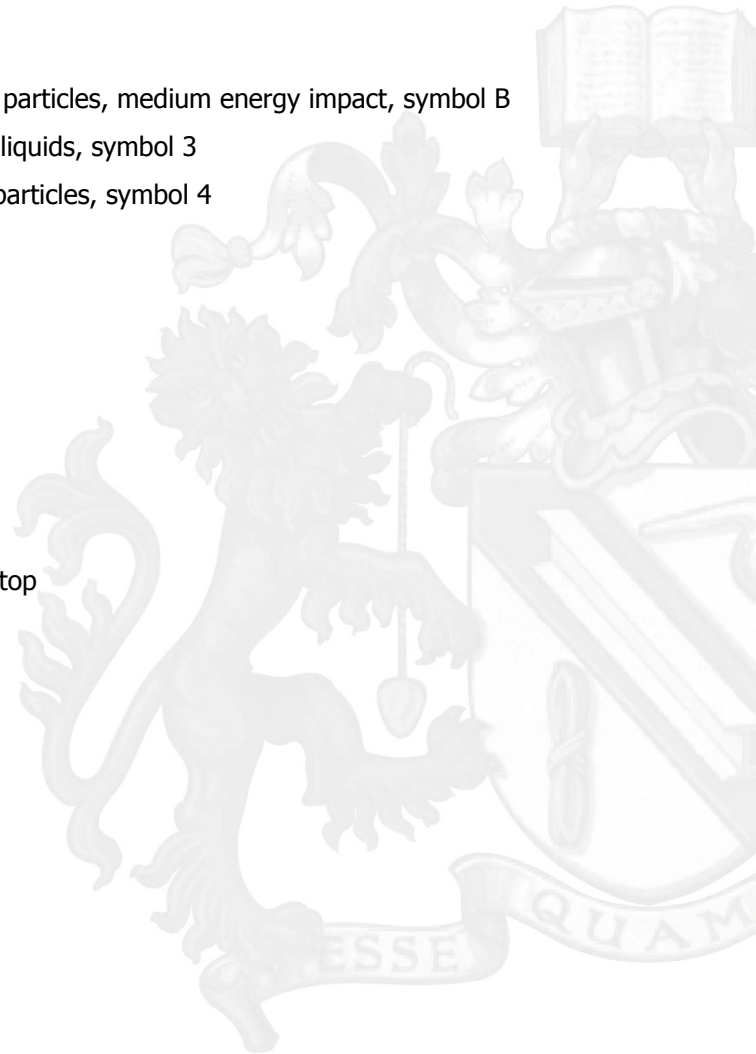 particles, medium energy impact, symbol B
liquids, symbol 3
particles, symbol 4
top
ESSE
QUAM